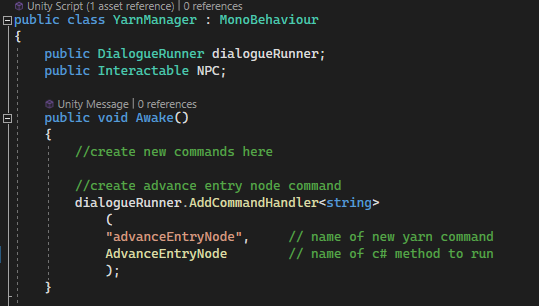 Unity Script (1 asset reference) | 0 references
public class YarnManager : MonoBehaviour
{
public DialogueRunner dialogueRunner;
public Interactable NPC;
Unity Message | 0 references
public void Awake()
{
//create new commands here
//create advance entry node command
dialogueRunner.AddCommandHandler<string>
(
"advanceEntryNode", // name of new yarn command
AdvanceEntryNode // name of c# method to run
);
}